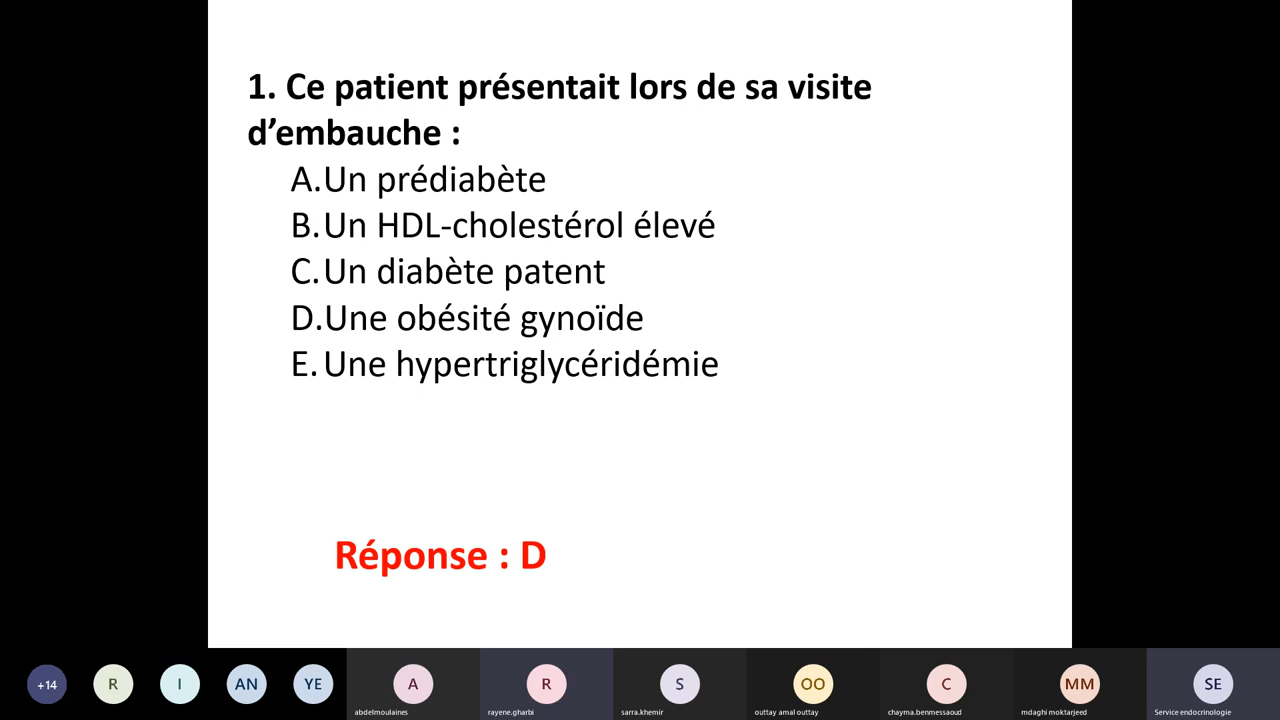 1. Ce patient présentait lors de sa visite
d’embauche :
A.Un prédiabète
B.Un HDL-cholestérol élevé
C.Un diabète patent
D.Une obésité gynoïde
E.Une hypertriglycéridémie
Réponse : D
+14
R
I
AN
YE
A
R
S
OO
C
MM
SE
abdelmoulaines
rayene.gharbi
sarra.khemir
outtay amal outtay
chayma.benmessaoud
mdaghi moktarjeed
Service endocrinologie